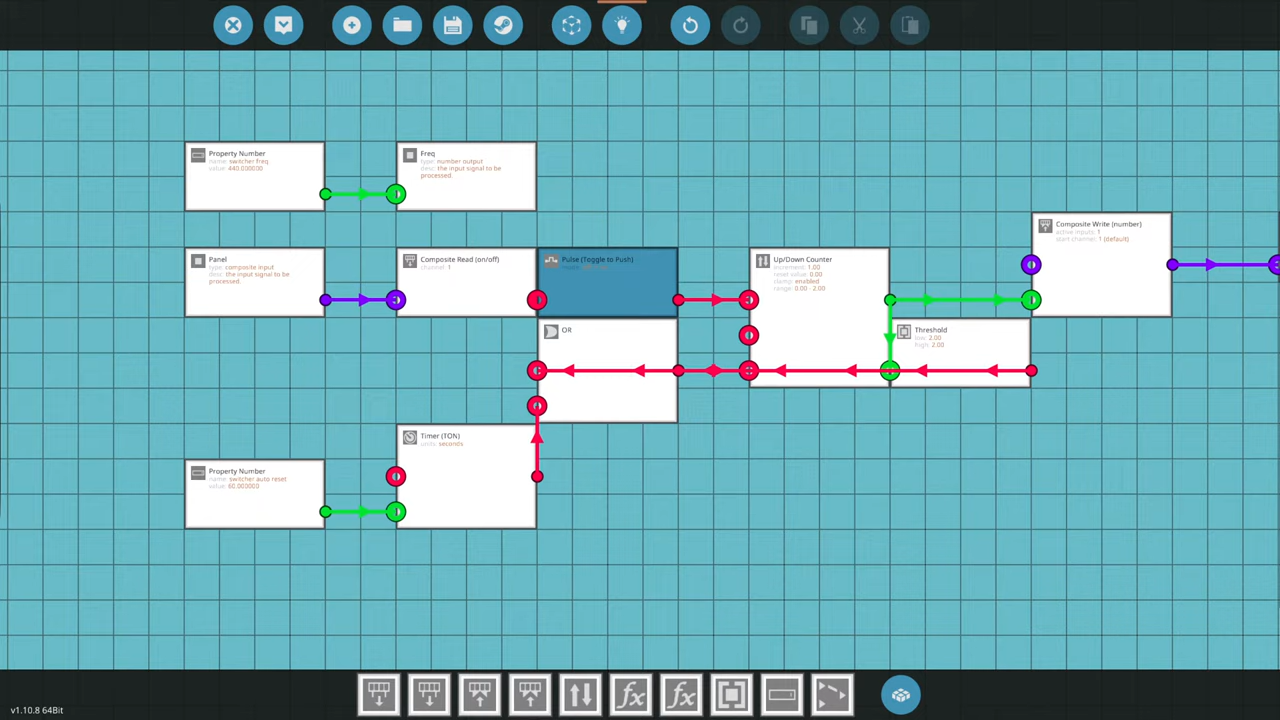 Property Number
name: switcher freq
value: 440.000000
Freq
type: number output
desc: the input signal to be
processed.
Composite Write (number)
active inputs: 1
start channel: 1 (default)
Panel
type: composite input
desc: the input signal to be
processed.
Composite Read (on/off)
channel: 1
Pulse (Toggle to Push)
Up/Down Counter
increment: 1.00
reset value: 0.00
clamp: enabled
range: 0.00 - 2.00
OR
Threshold
low: 2.00
high: 2.00
Timer (TON)
units: seconds
Property Number
name: switcher auto reset
value: 60.000000
fx
fx
v1.10.8 64Bit